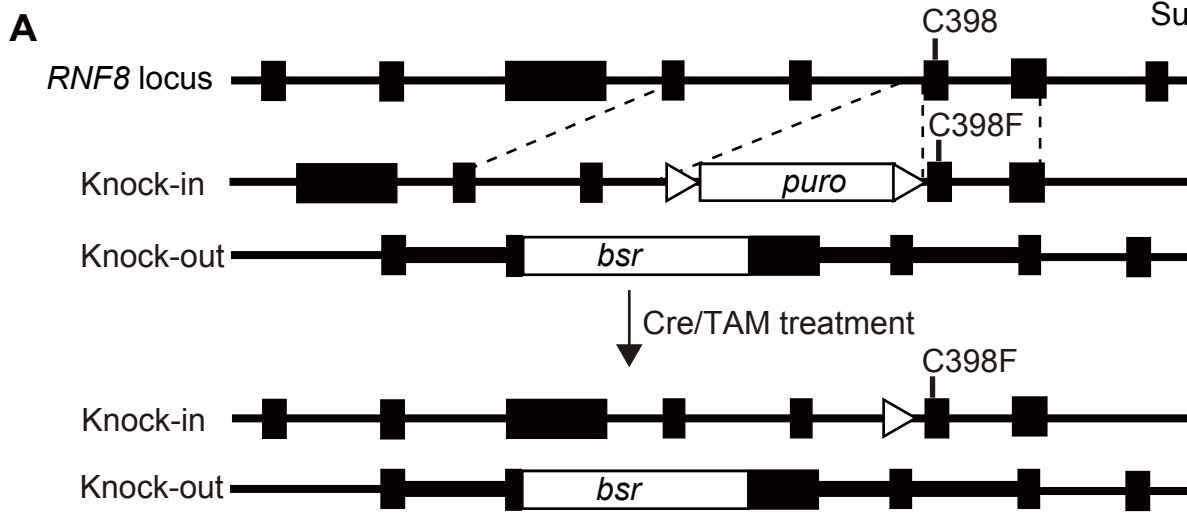 A
C398
Su
RNF8 locus
C398F
Knock-in
puro
Knock-out
bsr
Cre/TAM treatment
C398F
Knock-in
Knock-out
bsr